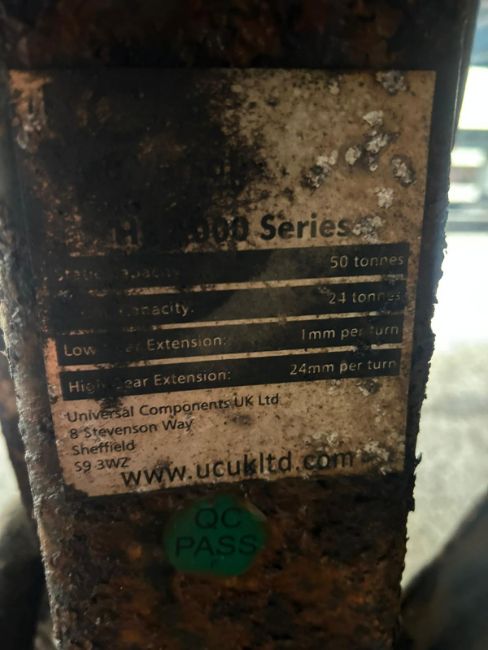 000 Series
50 tonnes
24 tonnes
Extension: 1mm per turn
High Gear Extension: 24mm per turn
Universal Components UK Ltd
8 Stevenson Way
Sheffield
S9 3WZ
www.ucukltd.com
QC
PASS